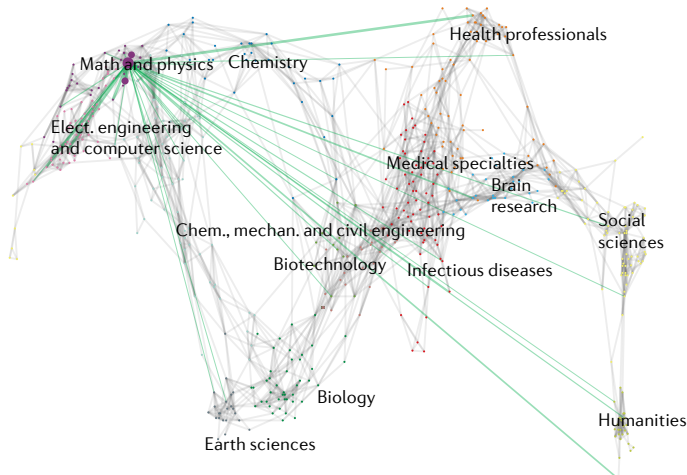 Health professionals
Math and physics
Chemistry
Elect. engineering
and computer science
Medical specialties
Brain
research
Social
sciences
Chem., mechan. and civil engineering
Biotechnology
Infectious diseases
Biology
Humanities
Earth sciences